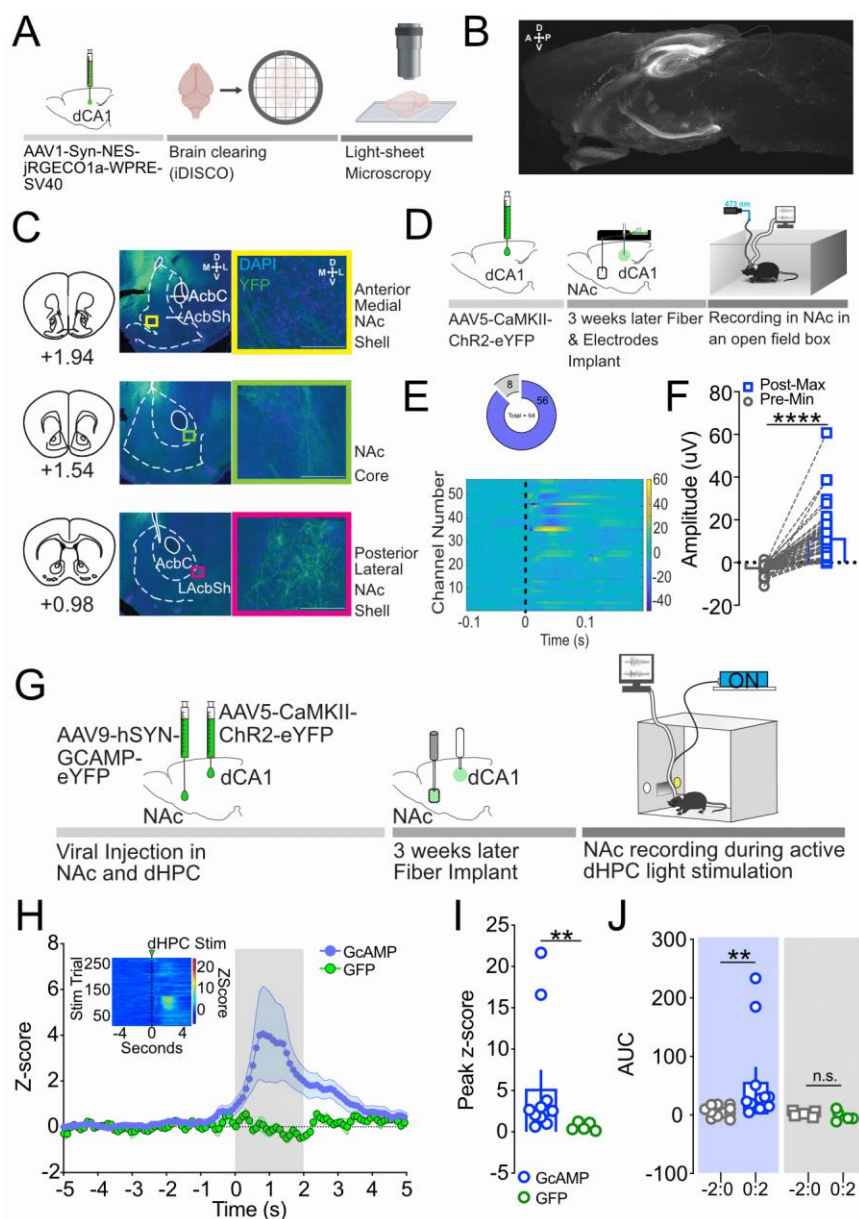 A
dCA1
AAV1-Syn-NES-
jRGECO1a-WPRE-
SV40
Brain clearing
(iDISCO)
Light-sheet
Microscopy
B
D
A P
V
C
+1.94
D
M L
V
AcbC
AcbSh
DAPI
YFP
D
M L
V
Anterior
Medial
NAc
Shell
+1.54
NAc
Core
+0.98
AcbC
LAcbSh
Posterior
Lateral
NAc
Shell
D
dCA1
AAV5-CaMKII-
ChR2-eYFP
NAc
dCA1
3 weeks later Fiber
& Electrodes
Implant
473 nm
Recording in NAc in
an open field box
E
8
56
Total = 64
Channel Number
50
40
30
20
10
-0.1
0
0.1
Time (s)
60
40
20
0
-20
-40
F
Post-Max
Pre-Min
****
Amplitude (uV)
80
60
40
20
0
-20
G
AAV9-hSYN-
GCAMP-
eYFP
AAV5-CaMKII-
ChR2-eYFP
dCA1
NAc
Viral Injection in
NAc and dHPC
dCA1
NAc
3 weeks later
Fiber Implant
ON
NAc recording during active
dHPC light stimulation
H
dHPC Stim
GcAMP
GFP
Stim Trial
250
150
50
-4 0 4
Seconds
20
10
0
ZScore
Z-score
8
6
4
2
0
-2
-5 -4 -3 -2 -1 0 1 2 3 4 5
Time (s)
I
**
Peak z-score
25
20
15
10
5
0
GcAMP
GFP
J
**
n.s.
AUC
300
200
100
0
-100
-2:0 0:2 -2:0 0:2